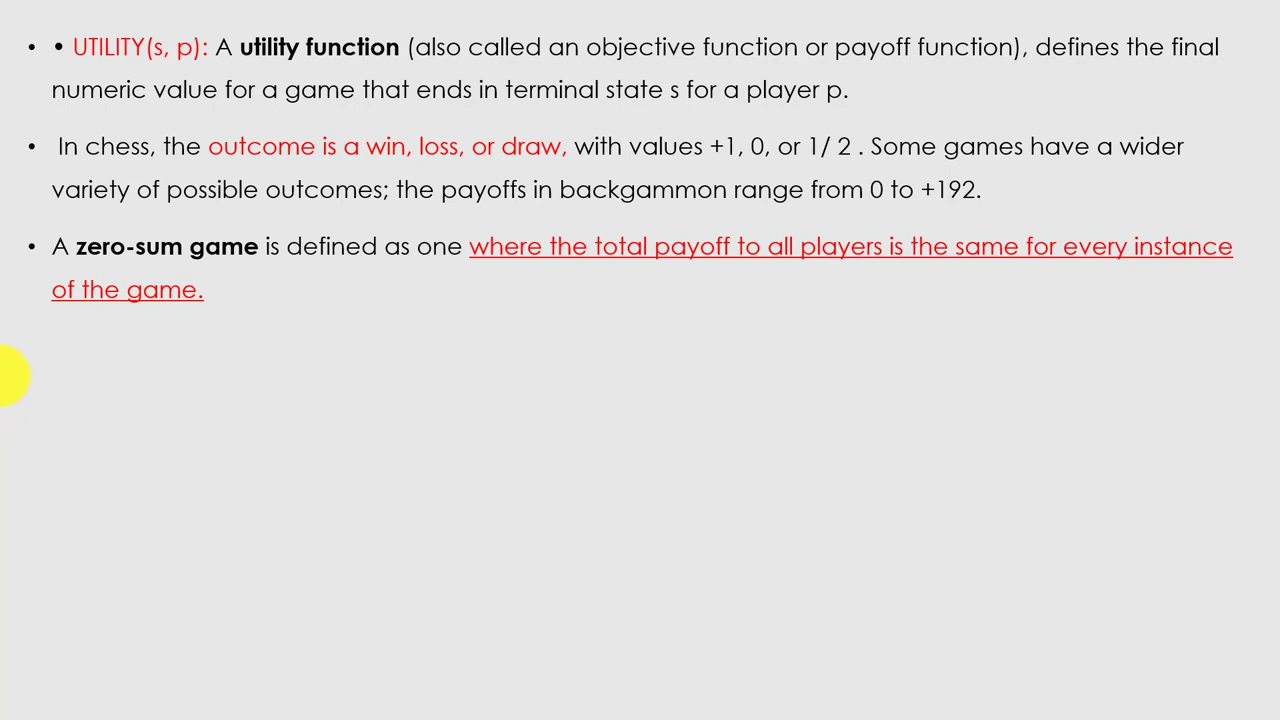 • • UTILITY(s, p): A utility function (also called an objective function or payoff function), defines the final
numeric value for a game that ends in terminal state s for a player p.
• In chess, the outcome is a win, loss, or draw, with values +1, 0, or 1/ 2 . Some games have a wider
variety of possible outcomes; the payoffs in backgammon range from 0 to +192.
• A zero-sum game is defined as one where the total payoff to all players is the same for every instance
of the game.